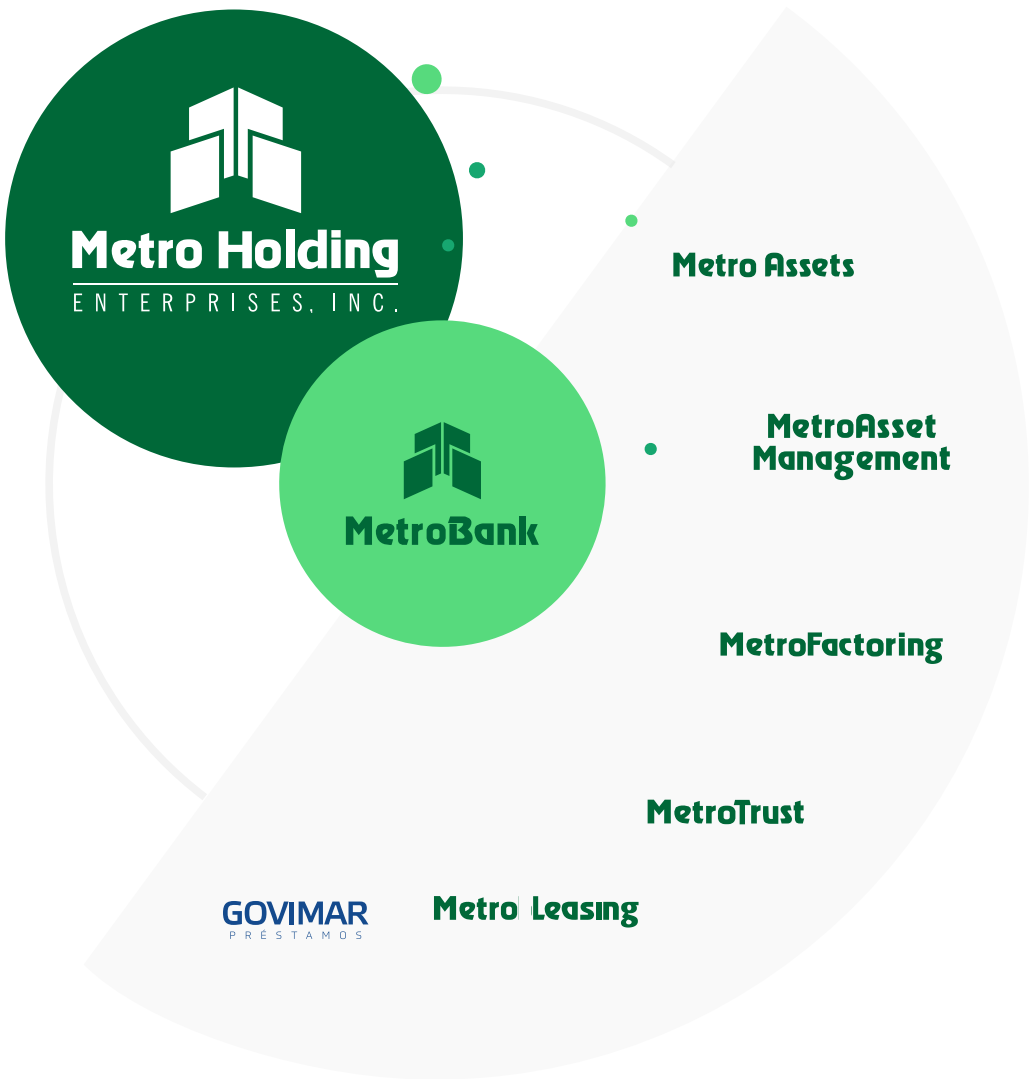 Metro Holding
ENTERPRISES, INC.
MetroBank
Metro Assets
MetroAsset
Management
MetroFactoring
MetroTrust
Metro Leasing
GOVIMAR
PRÉSTAMOS